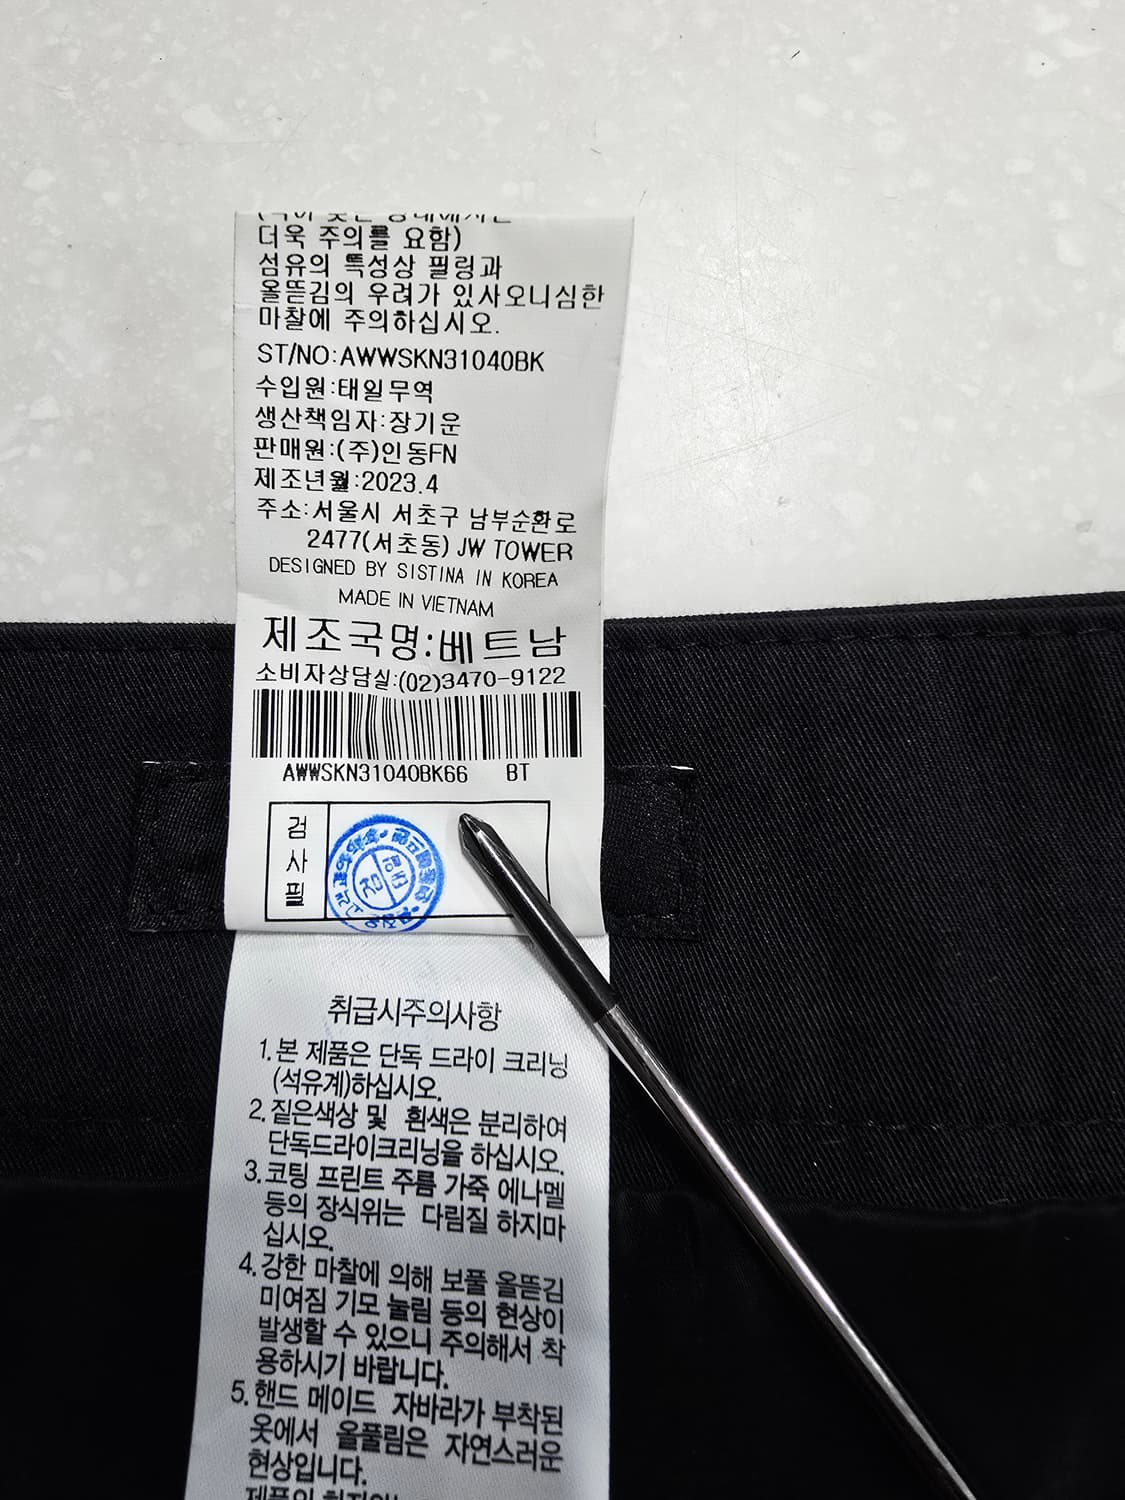 더욱 주의를 요함)
섬유의 특성상 필링과
올뜯김의 우려가 있사오니심한
마찰에 주의하십시오.
ST/NO:AWWSKN31040BK
수입원:태일무역
생산책임자:장기운
판매원:(주)인동FN
제조년월:2023.4
주소:서울시 서초구 남부순환로
2477(서초동) JW TOWER
DESIGNED BY SISTINA IN KOREA
MADE IN VIETNAM
제조국명:베트남
소비자상담실:(02)3470-9122
AWWSKN31040BK66 BT
검
사
필
취급시주의사항
1.본 제품은 단독 드라이 크리닝
(석유계)하십시오.
2.짙은색상 및 흰색은 분리하여
단독드라이크리닝을 하십시오.
3.코팅 프린트 주름 가죽 에나멜
등의 장식위는 다림질 하지마
십시오.
4.강한 마찰에 의해 보풀 올뜯김
미여짐 기모 눌림 등의 현상이
발생할 수 있으니 주의해서 착
용하시기 바랍니다.
5.핸드 메이드 자바라가 부착된
옷에서 올풀림은 자연스러운
현상입니다.